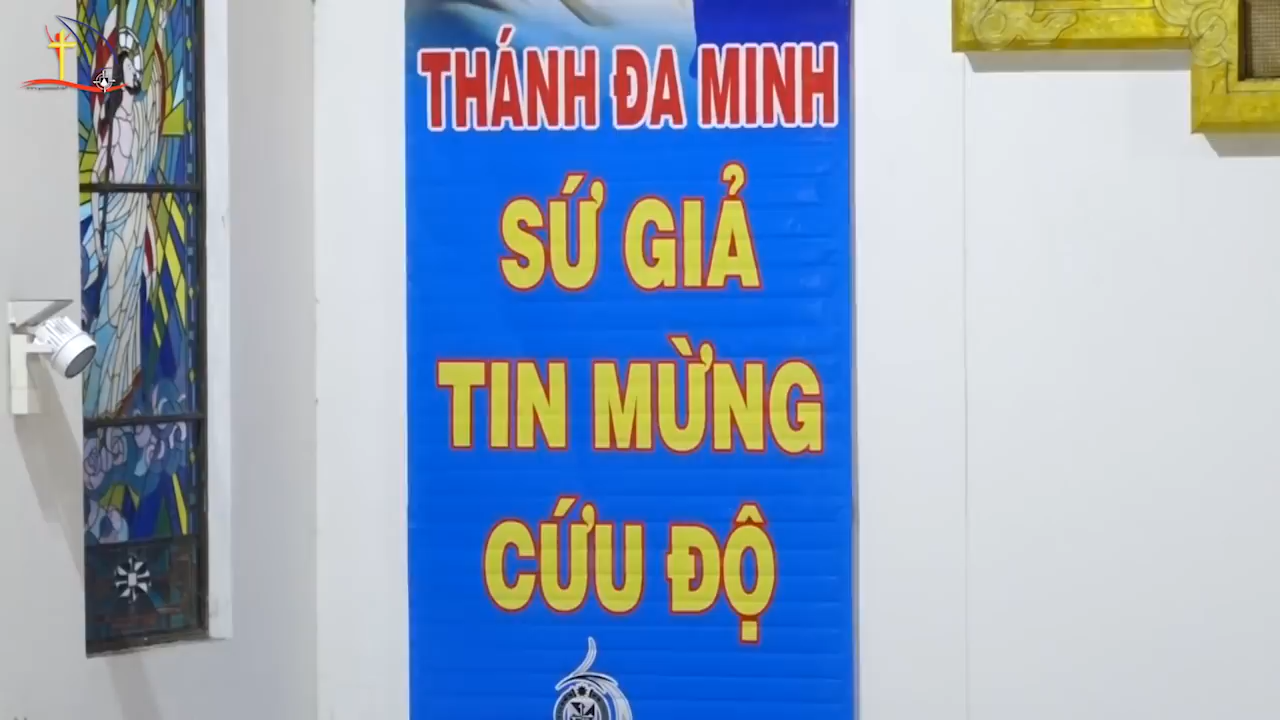 THÁNH ĐA MINH
SỨ GIẢ
TIN MỪNG
CỨU ĐỘ